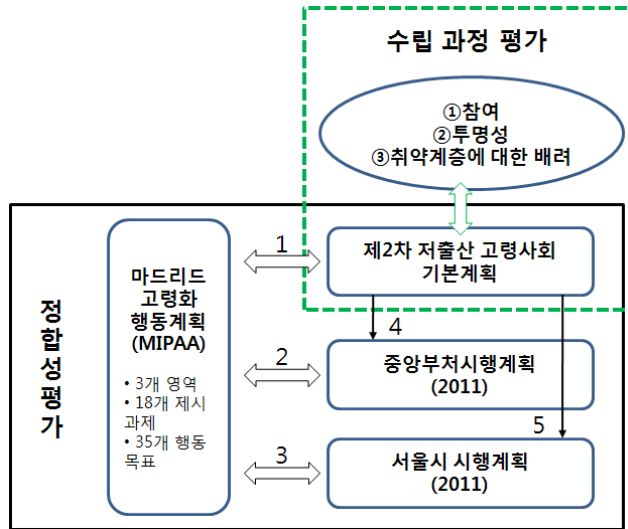 수립 과정 평가
①참여
②투명성
③취약계층에 대한 배려
정합성평가
마드리드
고령화
행동계획
(MIPAA)
• 3개 영역
• 18개 제시
과제
• 35개 행동
목표
1
제2차 저출산 고령사회
기본계획
4
2
중앙부처시행계획
(2011)
5
3
서울시 시행계획
(2011)